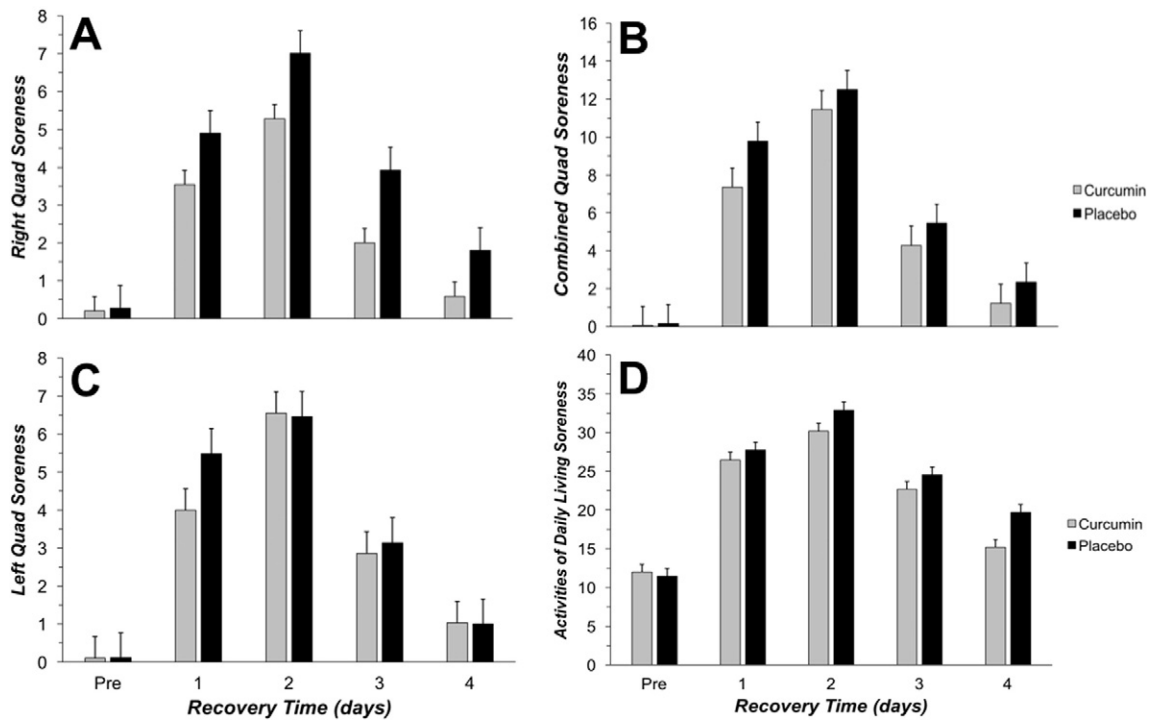 A
Right Quad Soreness
8
7
6
5
4
3
2
1
0
B
Combined Quad Soreness
16
14
12
10
8
6
4
2
0
Curcumin
Placebo
C
Left Quad Soreness
8
7
6
5
4
3
2
1
0
Pre 1 2 3 4
Recovery Time (days)
D
Activities of Daily Living Soreness
40
35
30
25
20
15
10
5
0
Pre 1 2 3 4
Recovery Time (days)
Curcumin
Placebo